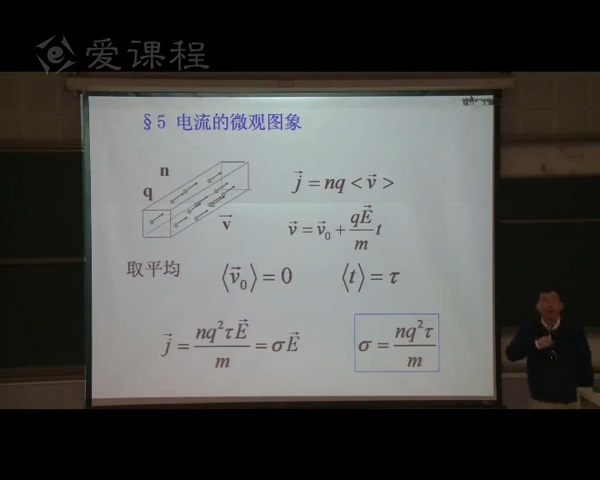 爱课程
§5 电流的微观图象
n
q
v⃗
j⃗ = nq < v⃗ >
v⃗ = v⃗₀ + qE⃗/m t
取平均 ⟨v⃗₀⟩ = 0 ⟨t⟩ = τ
j⃗ = nq²τE⃗/m = σE⃗ σ = nq²τ/m